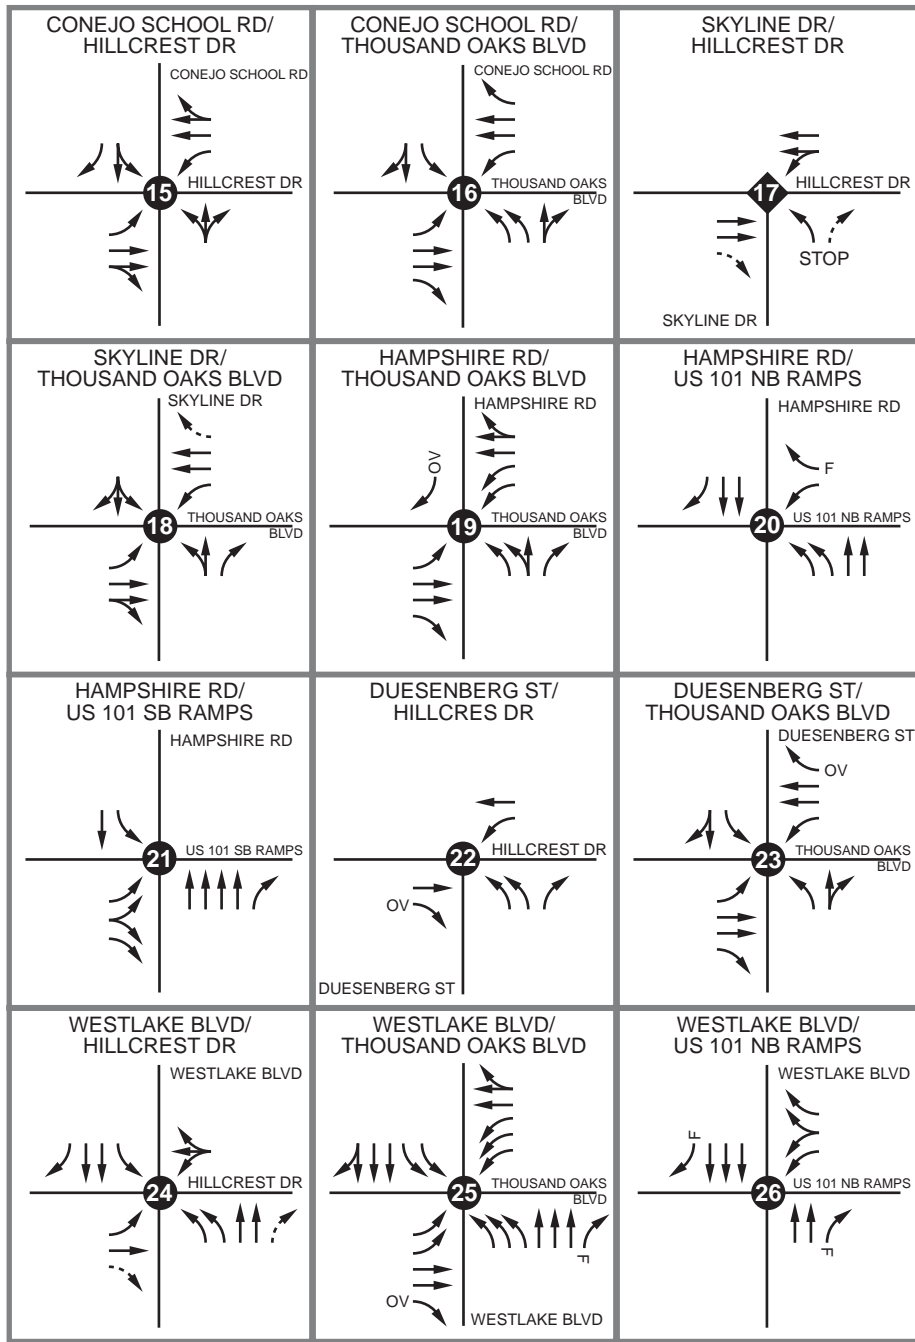 CONEJO SCHOOL RD/
HILLCREST DR
CONEJO SCHOOL RD
15
HILLCREST DR
CONEJO SCHOOL RD/
THOUSAND OAKS BLVD
CONEJO SCHOOL RD
16
THOUSAND OAKS
BLVD
SKYLINE DR/
HILLCREST DR
17
HILLCREST DR
STOP
SKYLINE DR
SKYLINE DR/
THOUSAND OAKS BLVD
SKYLINE DR
18
THOUSAND OAKS
BLVD
HAMPSHIRE RD/
THOUSAND OAKS BLVD
HAMPSHIRE RD
OV
19
THOUSAND OAKS
BLVD
HAMPSHIRE RD/
US 101 NB RAMPS
HAMPSHIRE RD
F
20
US 101 NB RAMPS
HAMPSHIRE RD/
US 101 SB RAMPS
HAMPSHIRE RD
21
US 101 SB RAMPS
DUESENBERG ST/
HILLCRES DR
22
HILLCREST DR
OV
DUESENBERG ST
DUESENBERG ST/
THOUSAND OAKS BLVD
DUESENBERG ST
OV
23
THOUSAND OAKS
BLVD
WESTLAKE BLVD/
HILLCREST DR
WESTLAKE BLVD
24
HILLCREST DR
WESTLAKE BLVD/
THOUSAND OAKS BLVD
25
THOUSAND OAKS
BLVD
F
OV
WESTLAKE BLVD
WESTLAKE BLVD/
US 101 NB RAMPS
WESTLAKE BLVD
F
26
US 101 NB RAMPS
F